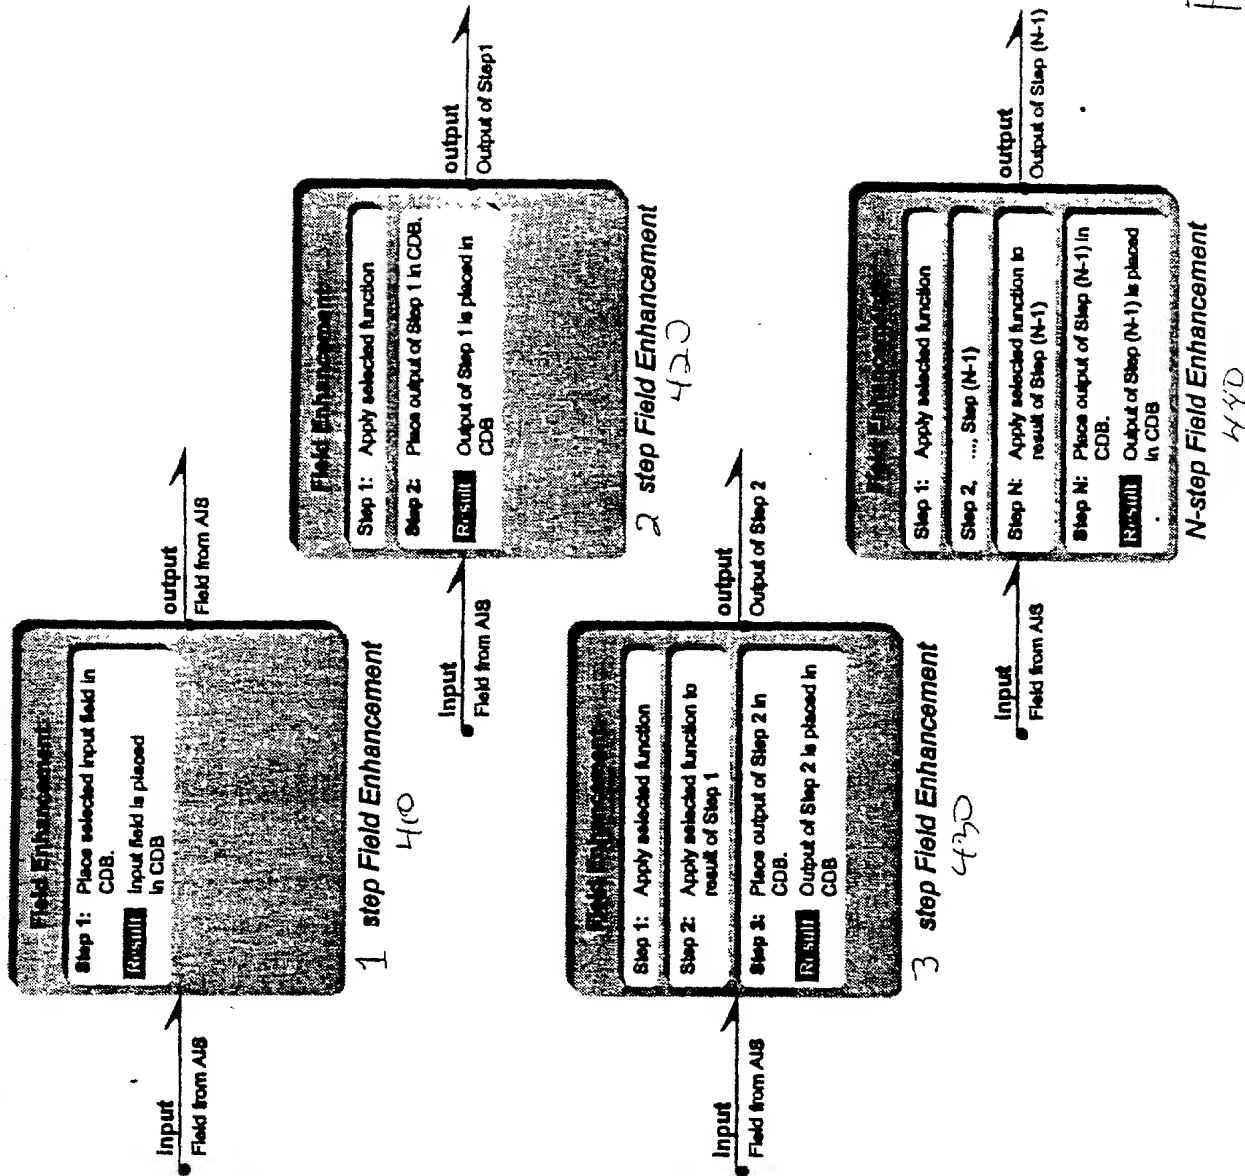 Field Enhancement
Step 1: Place selected input field in
CDB.
Result Input field is placed
in CDB
Input
Field from AIS
output
Field from AIS
1 step Field Enhancement
410
Field Enhancement
Step 1: Apply selected function
Step 2: Place output of Step 1 in CDB.
Result Output of Step 1 is placed in
CDB
Input
Field from AIS
output
Output of Step1
2 step Field Enhancement
420
Field Enhancement
Step 1: Apply selected function
Step 2: Apply selected function to
result of Step 1
Step 3: Place output of Step 2 in
CDB.
Result Output of Step 2 is placed in
CDB
Input
Field from AIS
output
Output of Step 2
3 step Field Enhancement
430
Field Enhancement
Step 1: Apply selected function
Step 2, ..., Step (N-1)
Step N: Apply selected function to
result of Step (N-1)
Step N: Place output of Step (N-1) in
CDB.
Result Output of Step (N-1) is placed
in CDB
Input
Field from AIS
output
Output of Step (N-1)
N-step Field Enhancement
440